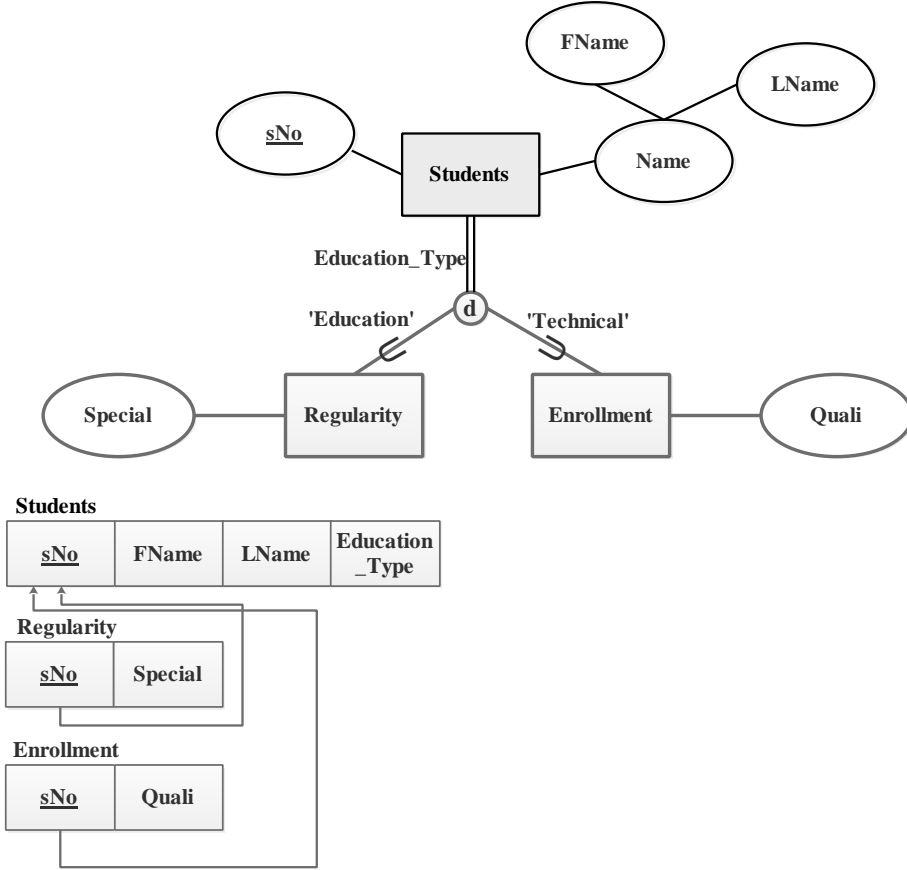 FName
LName
sNo
Name
Students
Education_Type
d
'Education'
'Technical'
Special
Regularity
Enrollment
Quali
Students
sNo
FName
LName
Education
_Type
Regularity
sNo
Special
Enrollment
sNo
Quali